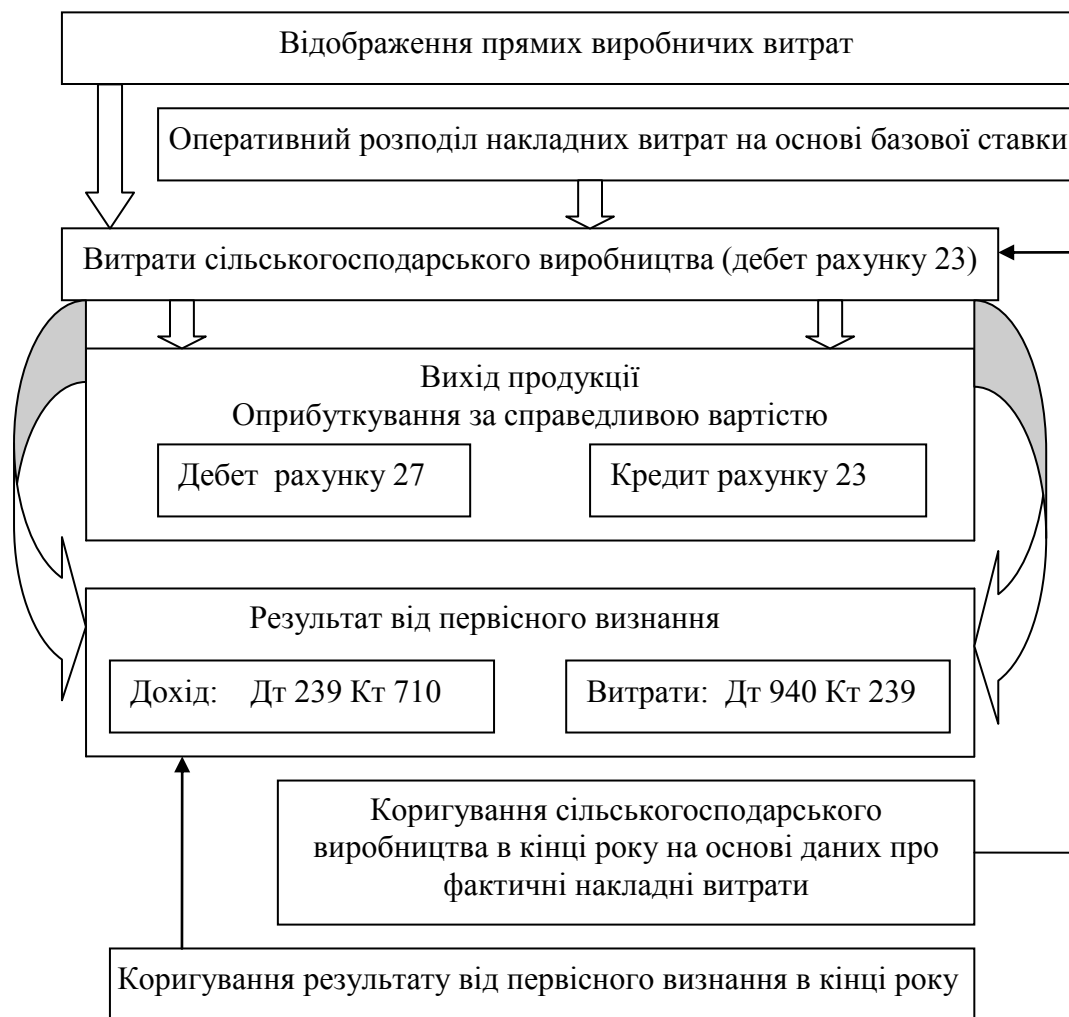 Відображення прямих виробничих витрат
Оперативний розподіл накладних витрат на основі базової ставки
Витрати сільськогосподарського виробництва (дебет рахунку 23)
Вихід продукції
Оприбуткування за справедливою вартістю
Дебет рахунку 27
Кредит рахунку 23
Результат від первісного визнання
Дохід: Дт 239 Кт 710
Витрати: Дт 940 Кт 239
Коригування сільськогосподарського
виробництва в кінці року на основі даних про
фактичні накладні витрати
Коригування результату від первісного визнання в кінці року